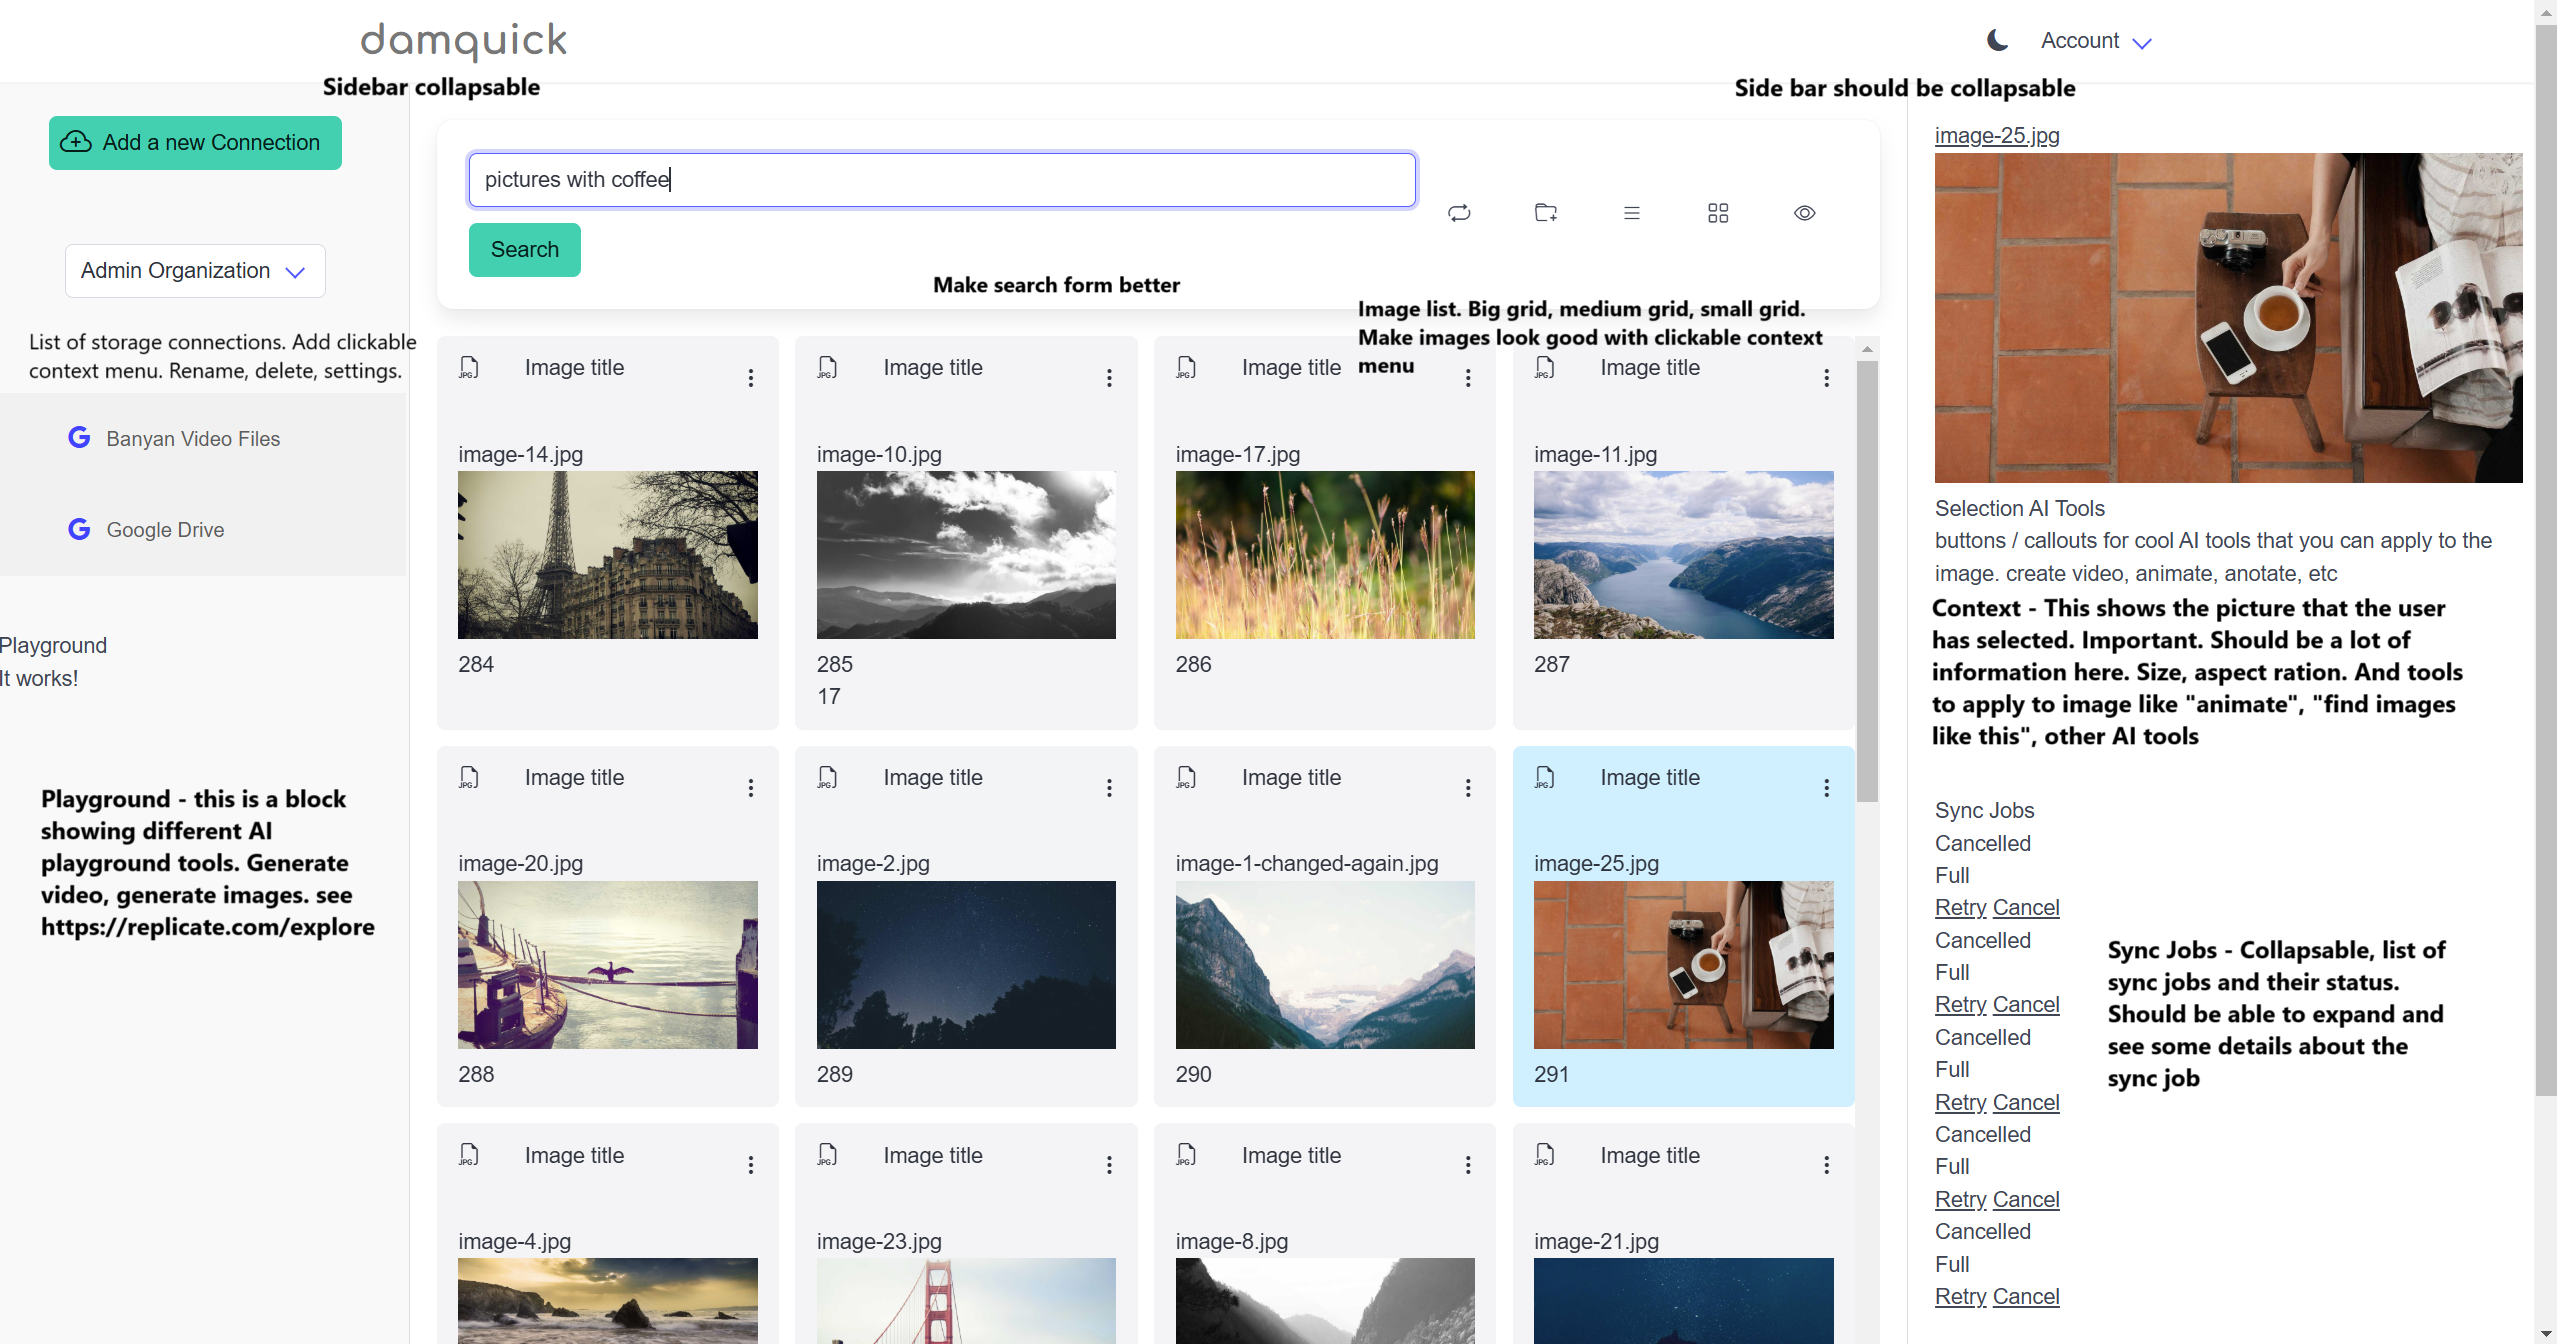 damquick
Account
Sidebar collapsable
Side bar should be collapsable
Add a new Connection
Admin Organization
List of storage connections. Add clickable
context menu. Rename, delete, settings.
Banyan Video Files
Google Drive
Playground
It works!
Playground - this is a block
showing different AI
playground tools. Generate
video, generate images. see
https://replicate.com/explore
pictures with coffee
Search
Make search form better
Image list. Big grid, medium grid, small grid.
Make images look good with clickable context
menu
JPG Image title
image-14.jpg
284
JPG Image title
image-10.jpg
285
17
JPG Image title
image-17.jpg
286
JPG Image title
image-11.jpg
287
JPG Image title
image-20.jpg
288
JPG Image title
image-2.jpg
289
JPG Image title
image-1-changed-again.jpg
290
JPG Image title
image-25.jpg
291
JPG Image title
image-4.jpg
JPG Image title
image-23.jpg
JPG Image title
image-8.jpg
JPG Image title
image-21.jpg
image-25.jpg
Selection AI Tools
buttons / callouts for cool AI tools that you can apply to the
image. create video, animate, anotate, etc
Context - This shows the picture that the user
has selected. Important. Should be a lot of
information here. Size, aspect ration. And tools
to apply to image like "animate", "find images
like this", other AI tools
Sync Jobs
Cancelled
Full
Retry Cancel
Cancelled
Full
Retry Cancel
Cancelled
Full
Retry Cancel
Cancelled
Full
Retry Cancel
Cancelled
Full
Retry Cancel
Sync Jobs - Collapsable, list of
sync jobs and their status.
Should be able to expand and
see some details about the
sync job